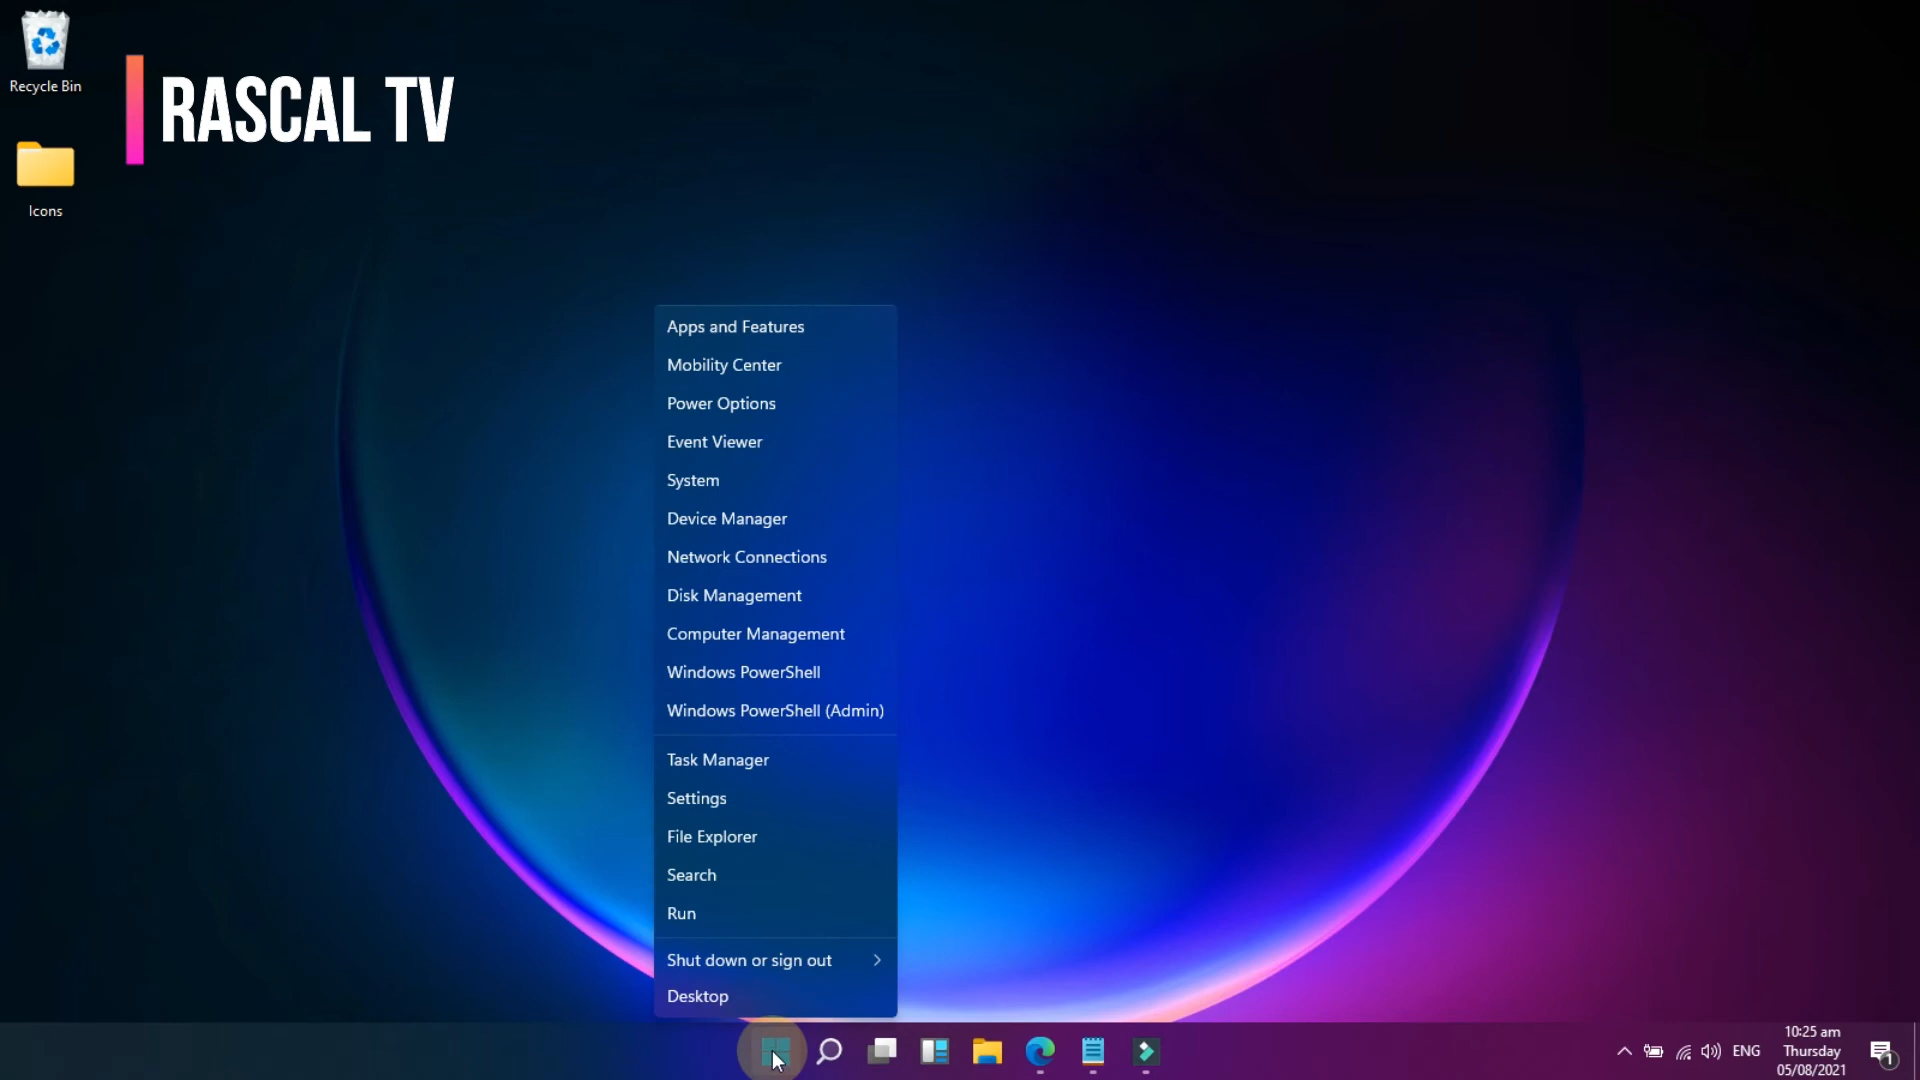 Recycle Bin
RASCAL TV
Icons
Apps and Features
Mobility Center
Power Options
Event Viewer
System
Device Manager
Network Connections
Disk Management
Computer Management
Windows PowerShell
Windows PowerShell (Admin)
Task Manager
Settings
File Explorer
Search
Run
Shut down or sign out
Desktop
ENG
10:25 am
Thursday
05/08/2021
1